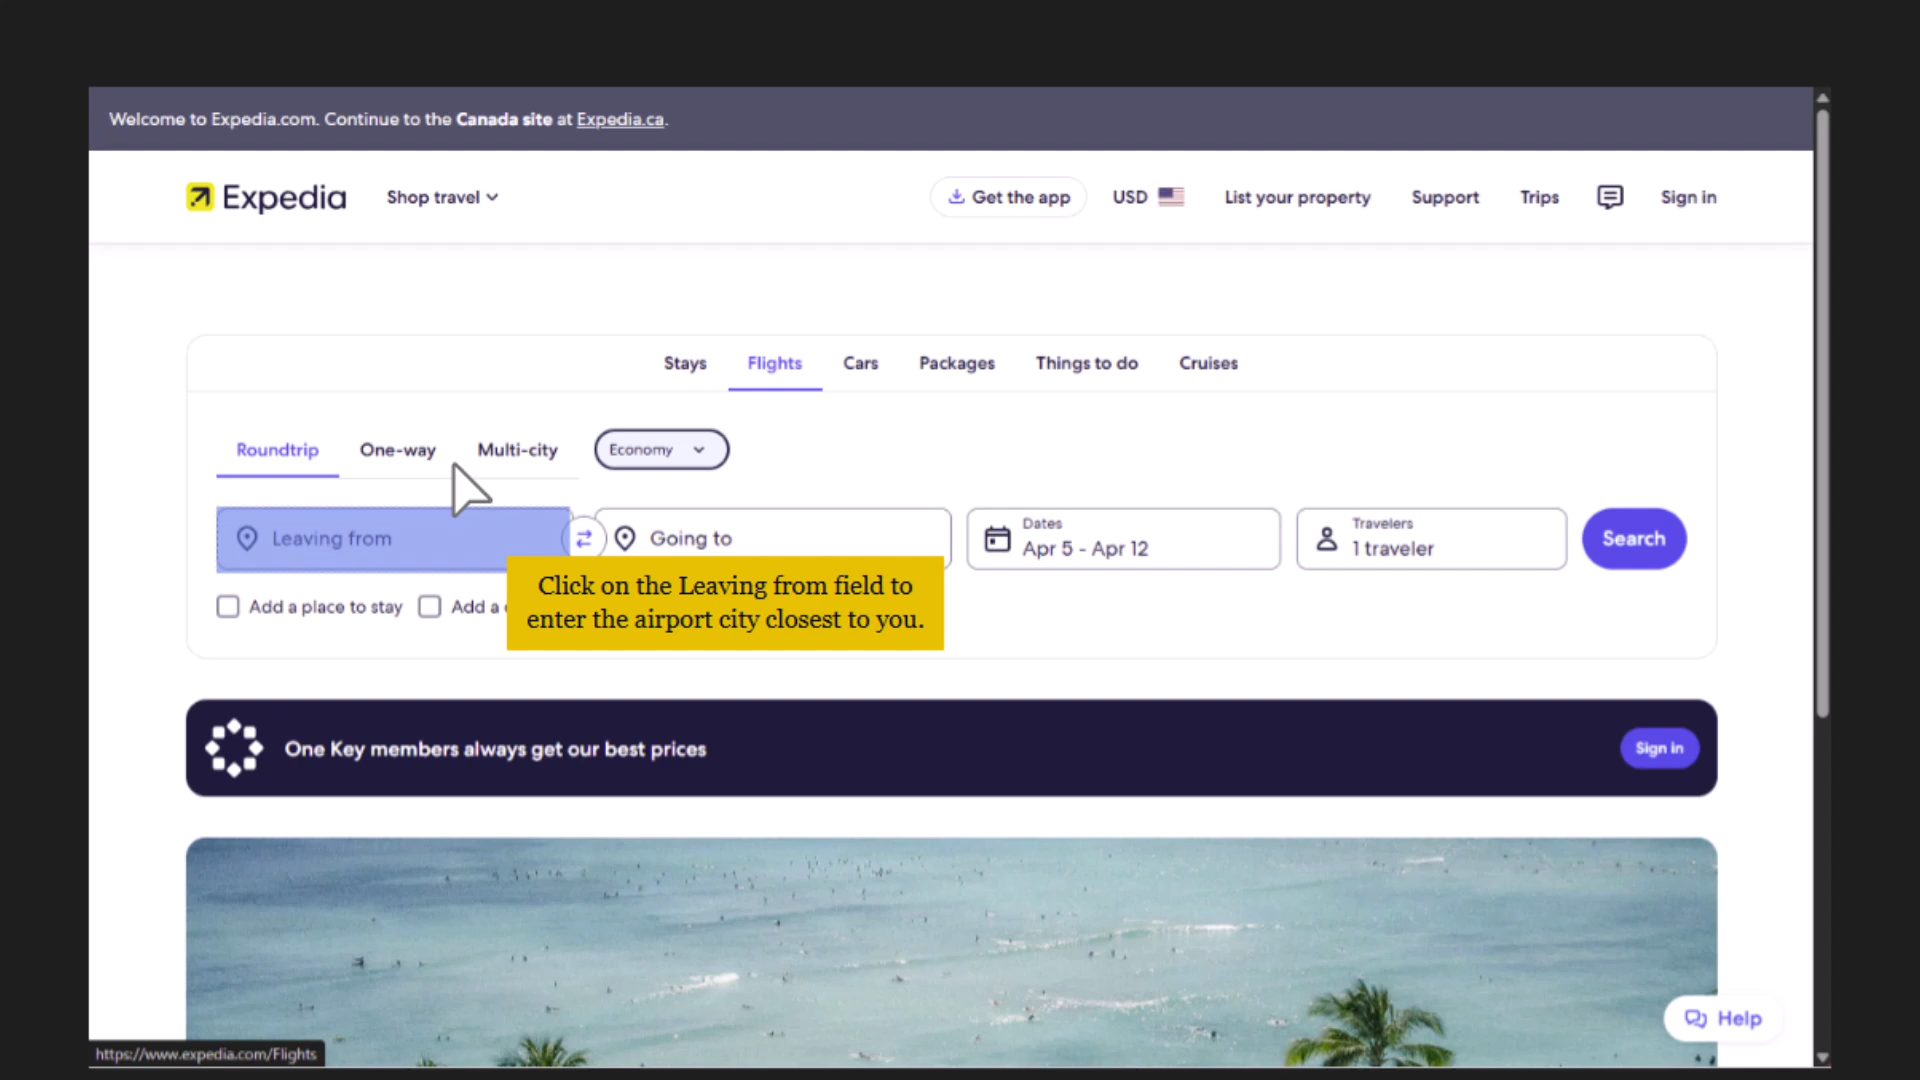 Welcome to Expedia.com. Continue to the Canada site at Expedia.ca.
Expedia
Shop travel
Get the app
USD
List your property
Support
Trips
Sign in
Stays
Flights
Cars
Packages
Things to do
Cruises
Roundtrip
One-way
Multi-city
Economy
Leaving from
Going to
Dates
Apr 5 - Apr 12
Travelers
1 traveler
Search
Add a place to stay
Add a
Click on the Leaving from field to
enter the airport city closest to you.
One Key members always get our best prices
Sign in
Help
https://www.expedia.com/Flights